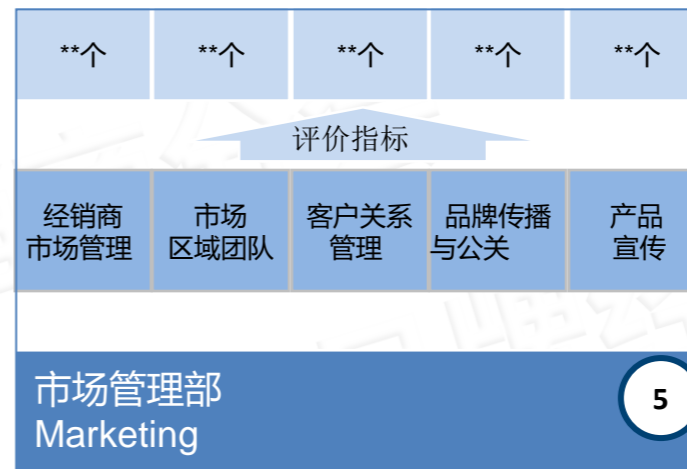 **个 **个 **个 **个 **个
评价指标
经销商 市场 客户关系 品牌传播 产品
市场管理 区域团队 管理 与公关 宣传
市场管理部
Marketing
5